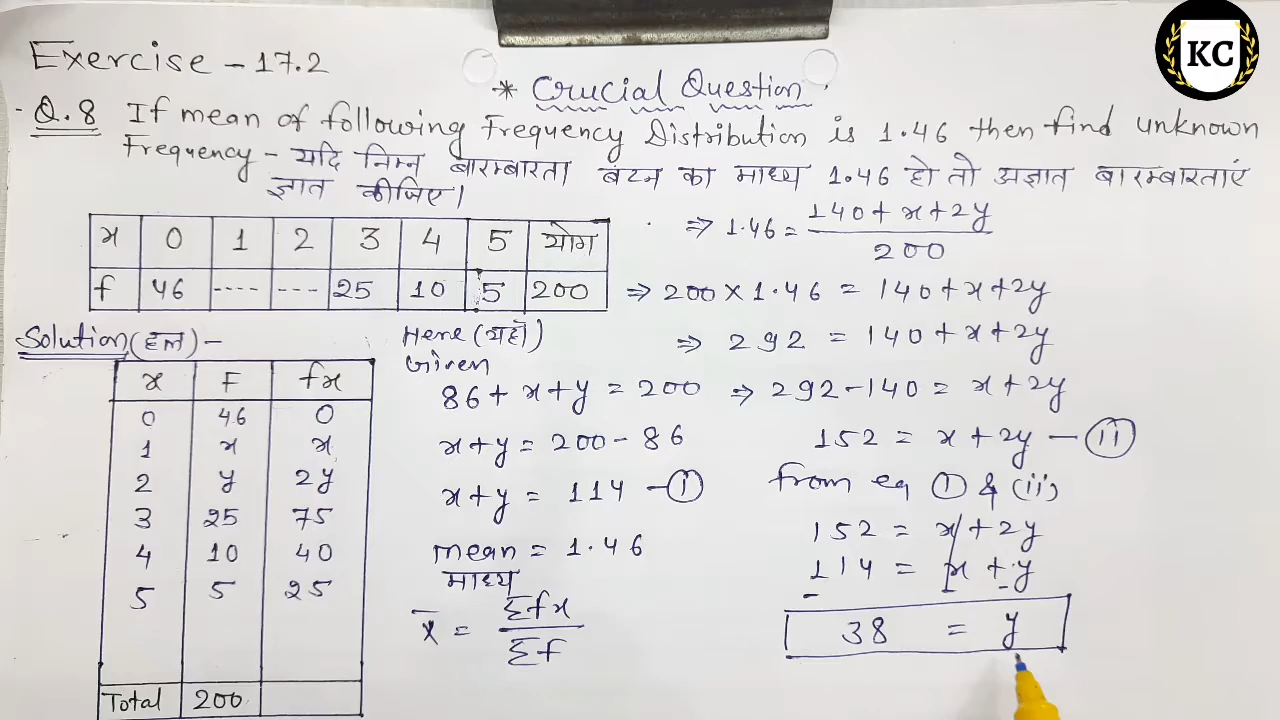 KC
Exercise - 17.2
* Crucial Question
Q.8 If mean of following Frequency Distribution is 1.46 then find unknown
Frequency - यदि निम्न बारम्बारता बंटन का माध्य 1.46 हो तो अज्ञात बारम्बारताएं
ज्ञात कीजिए।
x 0 1 2 3 4 5 योग
f 46 ---- --- 25 10 5 200
Solution (हल) -
x F fx
0 46 0
1 x x
2 y 2y
3 25 75
4 10 40
5 5 25
Total 200
Here (यहाँ)
Given
86 + x + y = 200
x + y = 200 - 86
x + y = 114 - (i)
mean = 1.46
माध्य
x̄ = Σfx / Σf
⇒ 1.46 = 140 + x + 2y / 200
⇒ 200 × 1.46 = 140 + x + 2y
⇒ 292 = 140 + x + 2y
⇒ 292 - 140 = x + 2y
152 = x + 2y - (ii)
from eq (i) & (ii)
152 = x + 2y
114 = x + y
- - -
38 = y